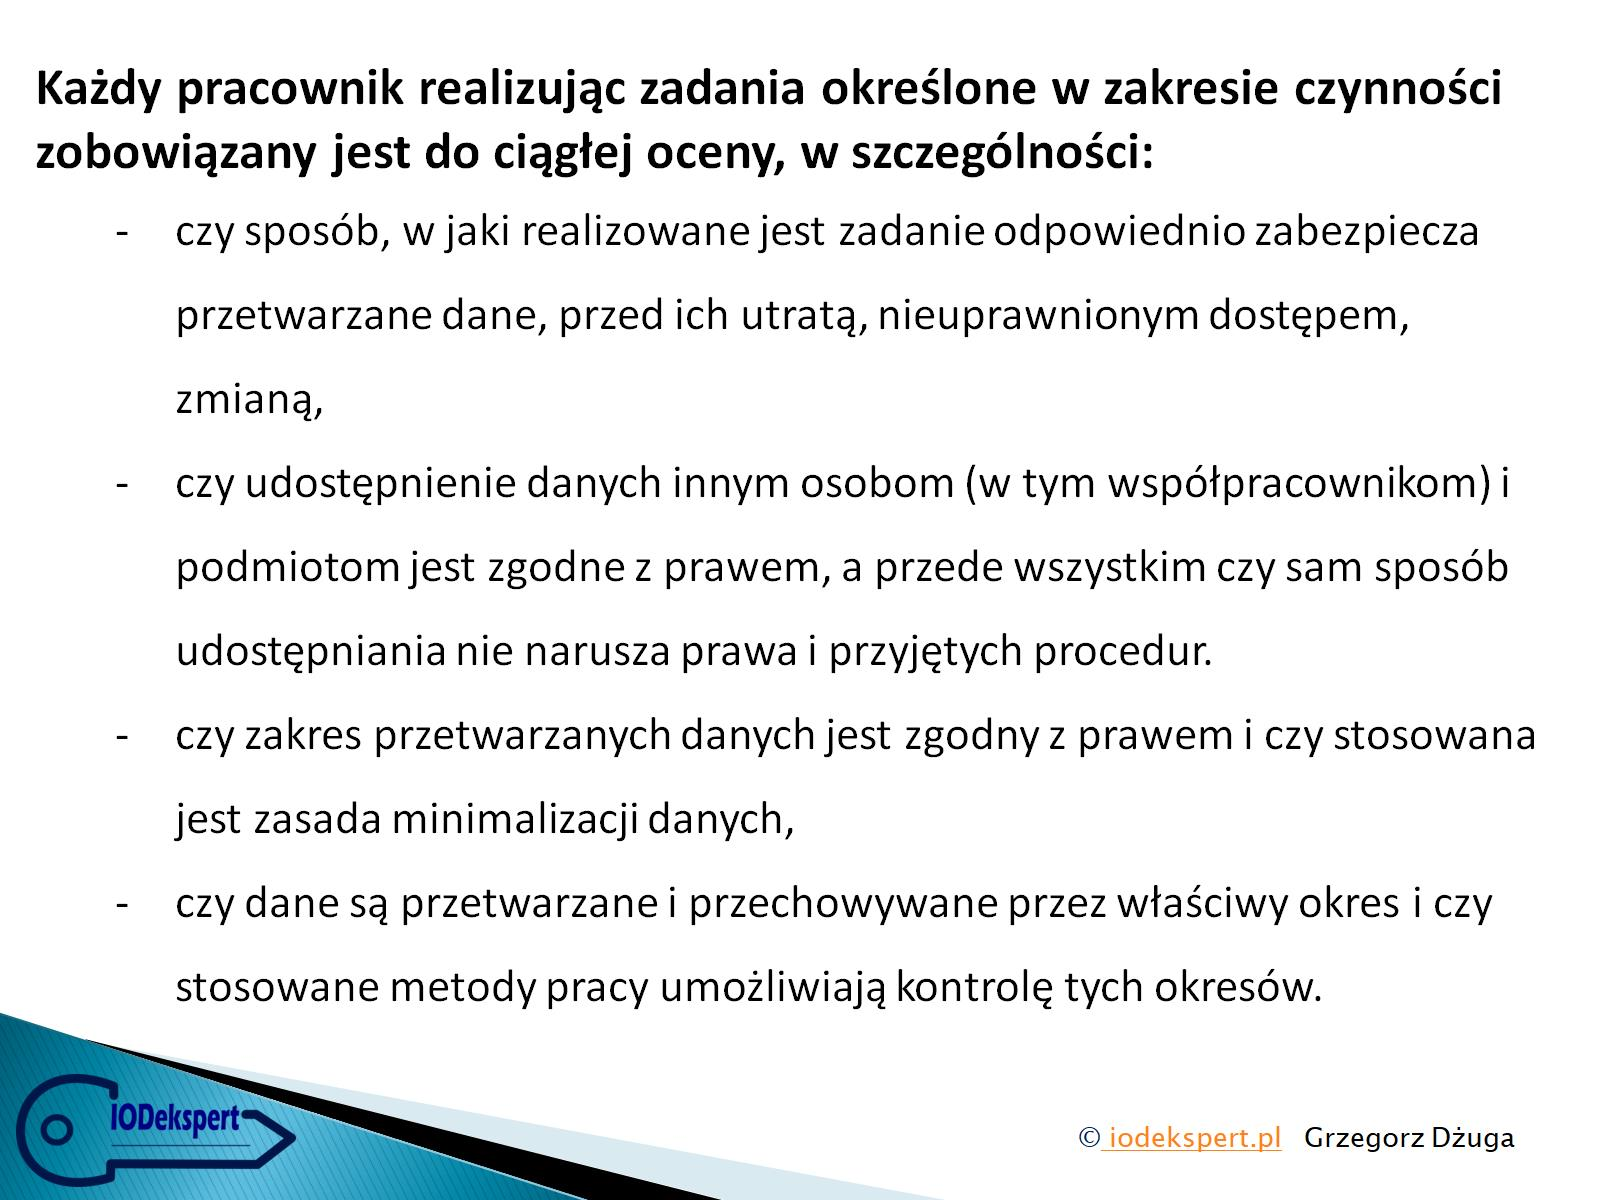 Każdy pracownik realizując zadania określone w zakresie czynności
zobowiązany jest do ciągłej oceny, w szczególności:
- czy sposób, w jaki realizowane jest zadanie odpowiednio zabezpiecza
przetwarzane dane, przed ich utratą, nieuprawnionym dostępem,
zmianą,
- czy udostępnienie danych innym osobom (w tym współpracownikom) i
podmiotom jest zgodne z prawem, a przede wszystkim czy sam sposób
udostępniania nie narusza prawa i przyjętych procedur.
- czy zakres przetwarzanych danych jest zgodny z prawem i czy stosowana
jest zasada minimalizacji danych,
- czy dane są przetwarzane i przechowywane przez właściwy okres i czy
stosowane metody pracy umożliwiają kontrolę tych okresów.
IODekspert
© iodekspert.pl Grzegorz Dżuga